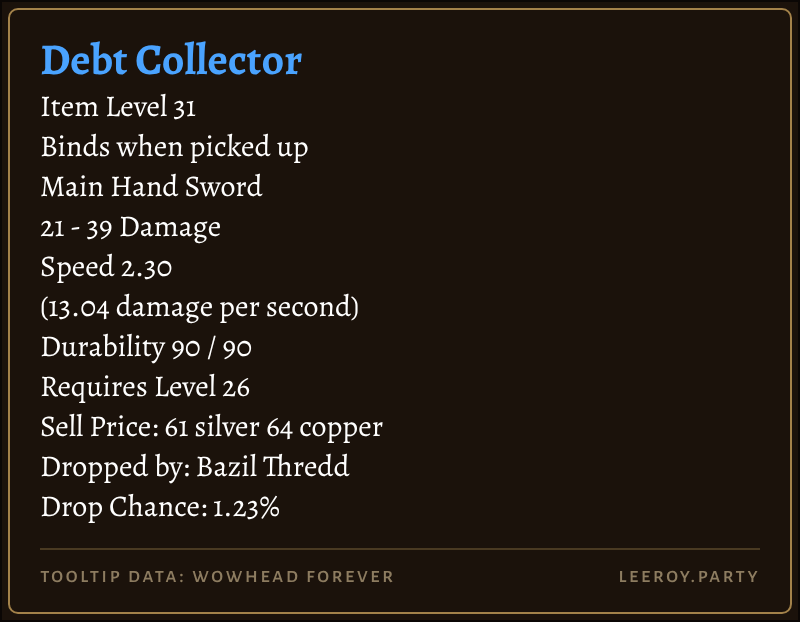 Debt Collector
Item Level 31
Binds when picked up
Main Hand Sword
21 - 39 Damage
Speed 2.30
(13.04 damage per second)
Durability 90 / 90
Requires Level 26
Sell Price: 61 silver 64 copper
Dropped by: Bazil Thredd
Drop Chance: 1.23%
TOOLTIP DATA: WOWHEAD FOREVER
LEEROY.PARTY